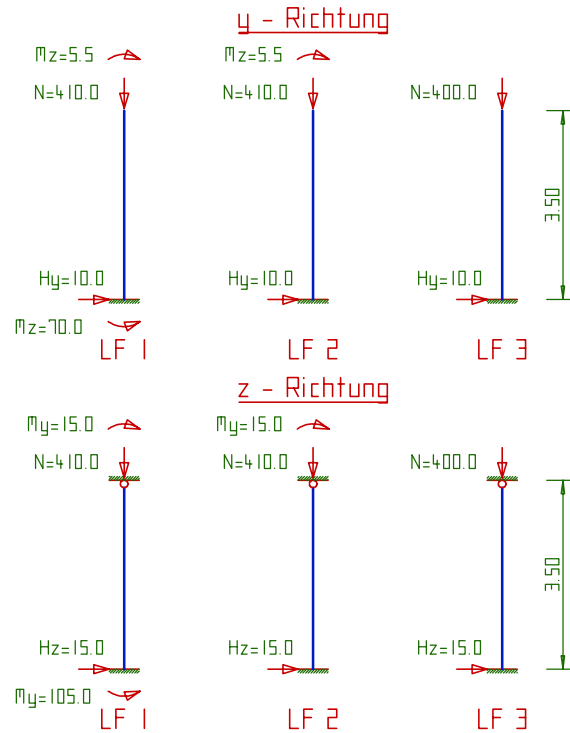 y - Richtung
Mz=5.5 Mz=5.5
N=410.0 N=410.0 N=400.0
3.50
Hy=10.0 Hy=10.0 Hy=10.0
Mz=70.0
LF 1 LF 2 LF 3
z - Richtung
My=15.0 My=15.0
N=410.0 N=410.0 N=400.0
3.50
Hz=15.0 Hz=15.0 Hz=15.0
My=105.0
LF 1 LF 2 LF 3